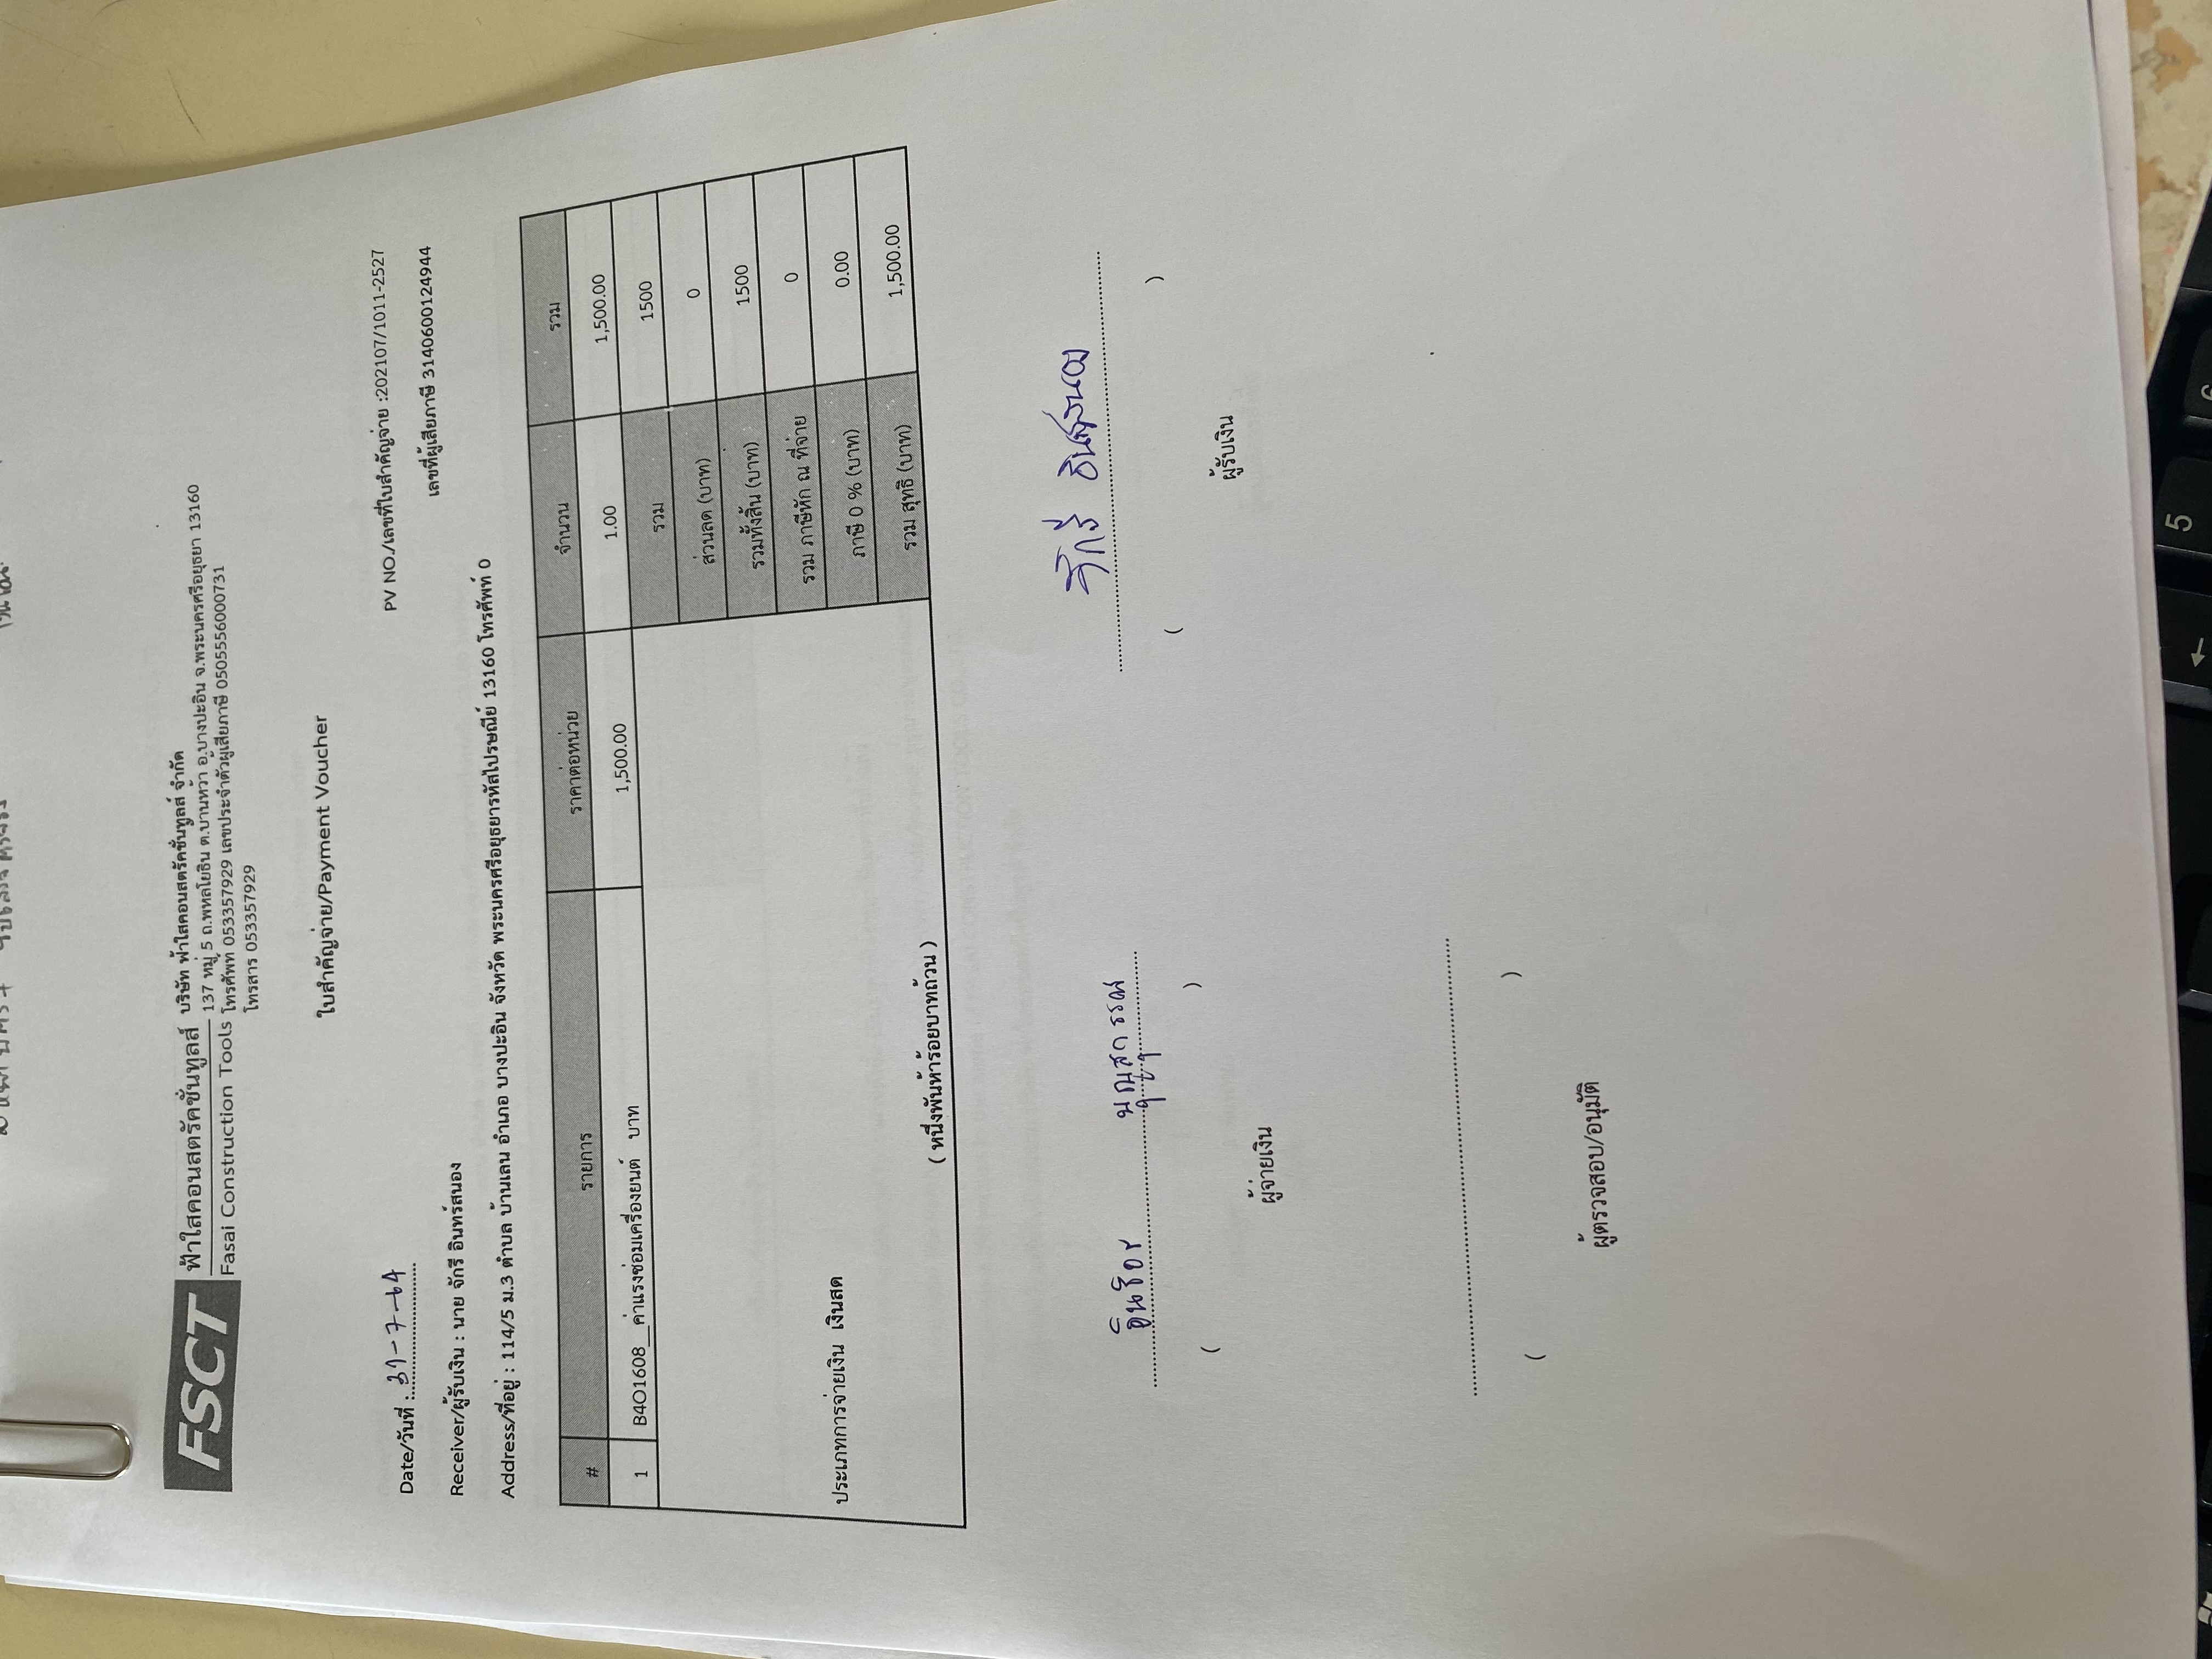 FSCT
ฟ้าใสคอนสตรัคชั่นทูลส์
Fasai Construction Tools
บริษัท ฟ้าใสคอนสตรัคชั่นทูลส์ จำกัด
137 หมู่ 5 ถ.พหลโยธิน ต.บ้านหว้า อ.บางปะอิน จ.พระนครศรีอยุธยา 13160
โทรศัพท์ 053357929 เลขประจำตัวผู้เสียภาษี 0505556000731
โทรสาร 053357929
ใบสำคัญจ่าย/Payment Voucher
PV NO./เลขที่ใบสำคัญจ่าย :202107/1011-2527
Date/วันที่ : 31-7-64
เลขที่ผู้เสียภาษี 3140600124944
Receiver/ผู้รับเงิน : นาย จักรี อินทร์สนอง
Address/ที่อยู่ : 114/5 ม.3 ตำบล บ้านเลน อำเภอ บางปะอิน จังหวัด พระนครศรีอยุธยารหัสไปรษณีย์ 13160 โทรศัพท์ 0
# รายการ ราคาต่อหน่วย จำนวน รวม
1 B4O1608__ค่าแรงซ่อมเครื่องยนต์ บาท 1,500.00 1.00 1,500.00
รวม 1500
ส่วนลด (บาท) 0
รวมทั้งสิ้น (บาท) 1500
รวม ภาษีหัก ณ ที่จ่าย 0
ประเภทการจ่ายเงิน เงินสด
ภาษี 0 % (บาท) 0.00
รวม สุทธิ (บาท) 1,500.00
( หนึ่งพันห้าร้อยบาทถ้วน )
จักรี
( )
( )
ผู้จ่ายเงิน
ผู้รับเงิน
( )
ผู้ตรวจสอบ/อนุมัติ
5